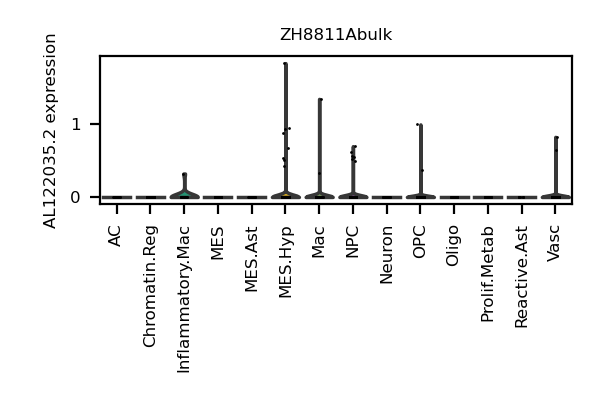 ZH8811Abulk
AL122035.2 expression
1
0
AC
Chromatin.Reg
Inflammatory.Mac
MES
MES.Ast
MES.Hyp
Mac
NPC
Neuron
OPC
Oligo
Prolif.Metab
Reactive.Ast
Vasc